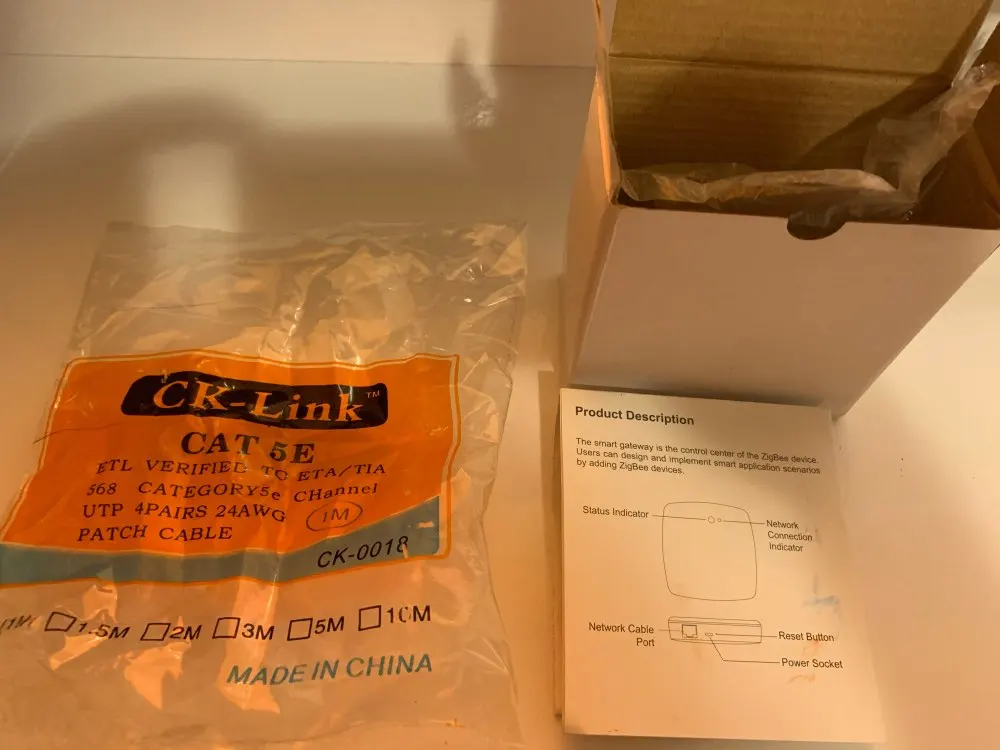 CK-Link™
CAT 5E
ETL VERIFIED TO ETA/TIA
568 CATEGORY5e CHannel
UTP 4PAIRS 24AWG
1M
PATCH CABLE
CK-0018
1M 1.5M 2M 3M 5M 10M
MADE IN CHINA
Product Description
The smart gateway is the control center of the ZigBee device.
Users can design and implement smart application scenarios
by adding ZigBee devices.
Status Indicator
Network
Connection
Indicator
Network Cable
Port
Reset Button
Power Socket